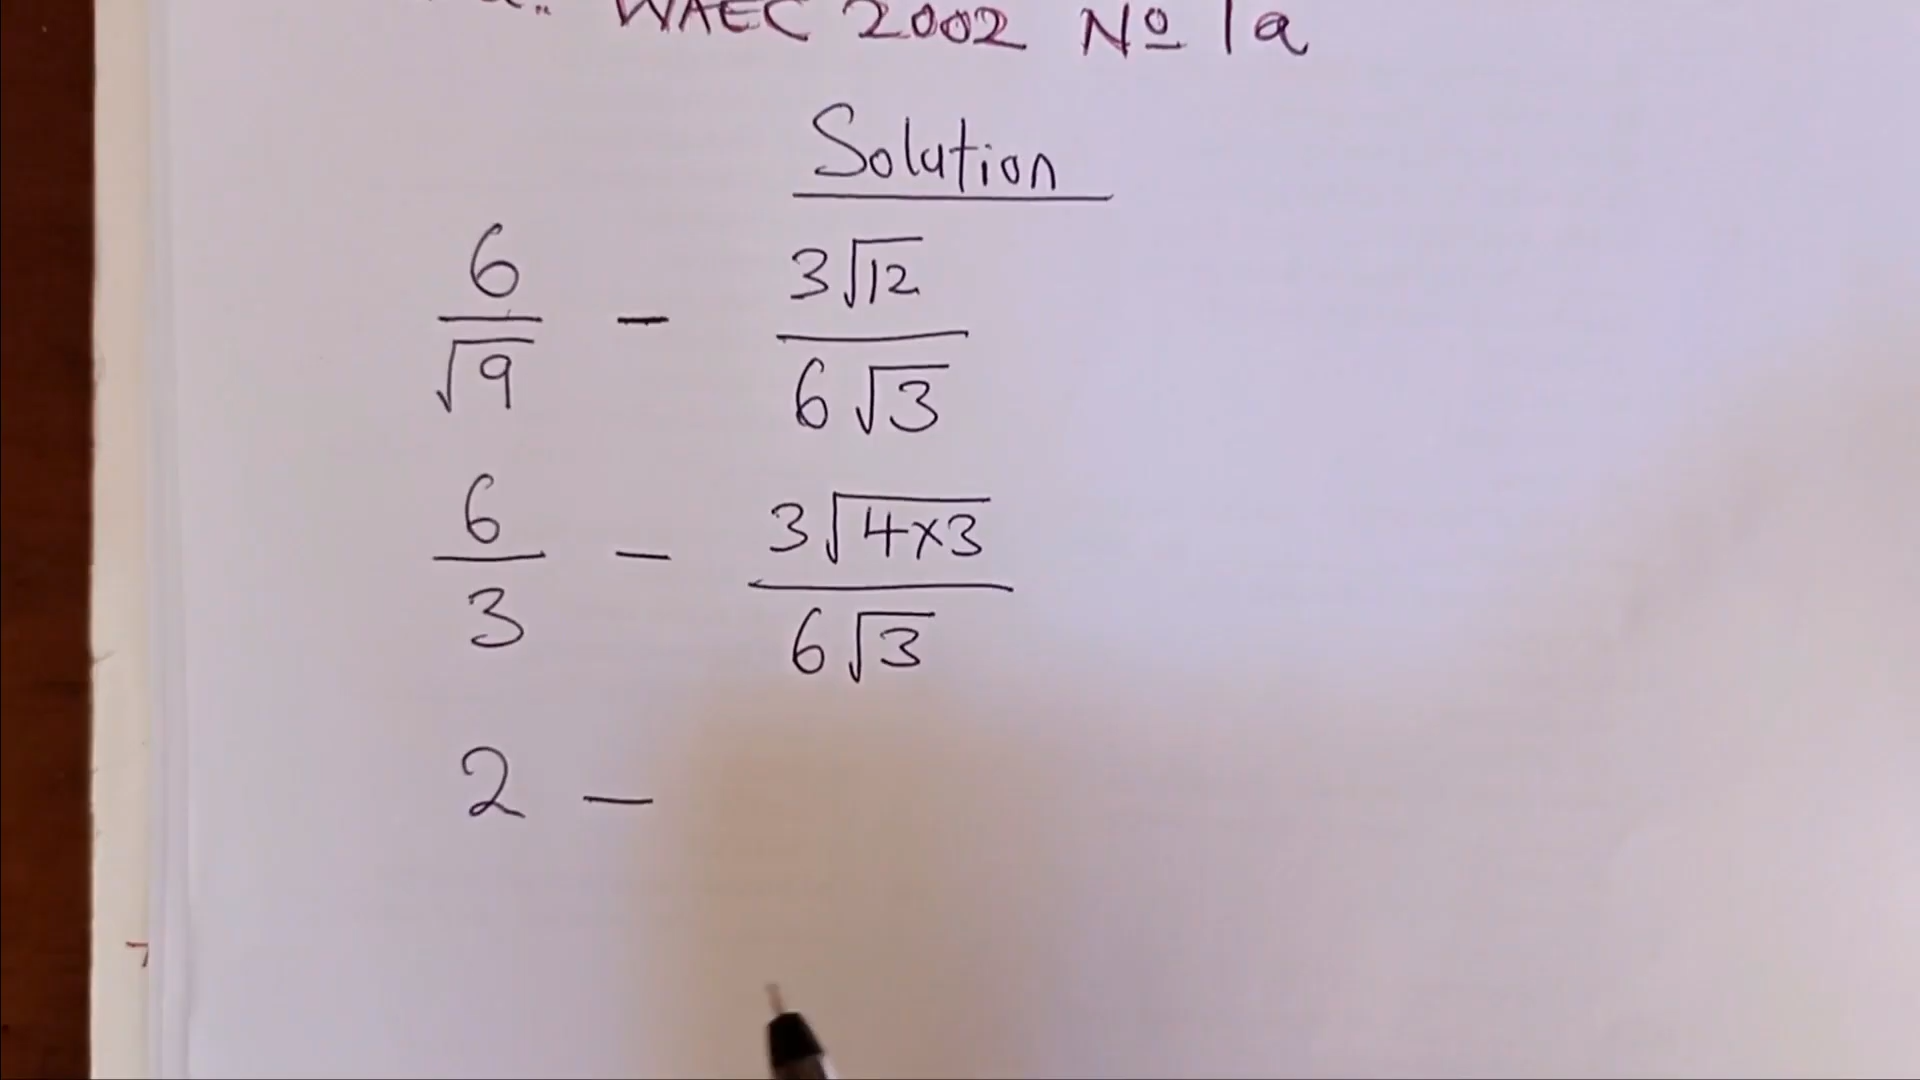 WAEC 2002 No 1a
Solution
6/√9 - 3√12/6√3
6/3 - 3√4×3/6√3
2 -